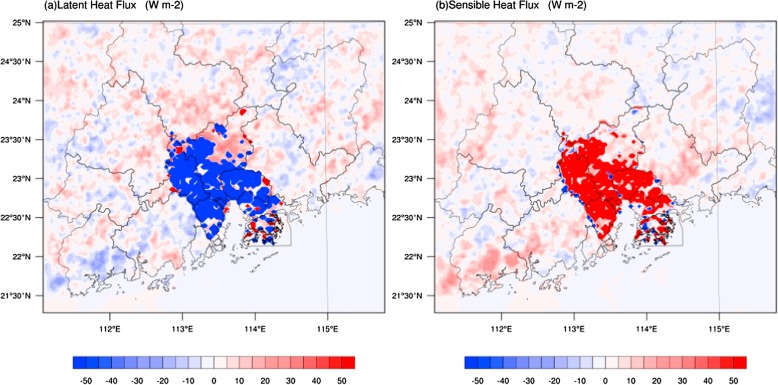 (a)Latent Heat Flux (W m-2)
25°N
24°30'N
24°N
23°30'N
23°N
22°30'N
22°N
21°30'N
112°E 113°E 114°E 115°E
-50 -40 -30 -20 -10 0 10 20 30 40 50
(b)Sensible Heat Flux (W m-2)
25°N
24°30'N
24°N
23°30'N
23°N
22°30'N
22°N
21°30'N
112°E 113°E 114°E 115°E
-50 -40 -30 -20 -10 0 10 20 30 40 50